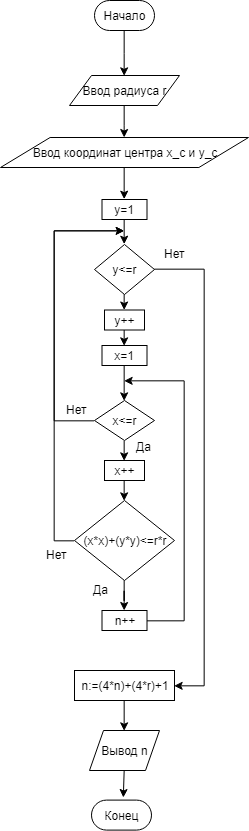 Начало
Ввод радиуса r
Ввод координат центра x_c и y_c
y=1
y<=r
Нет
y++
x=1
x<=r
Нет
Да
x++
(x*x)+(y*y)<=r*r
Нет
Да
n++
n:=(4*n)+(4*r)+1
Вывод n
Конец